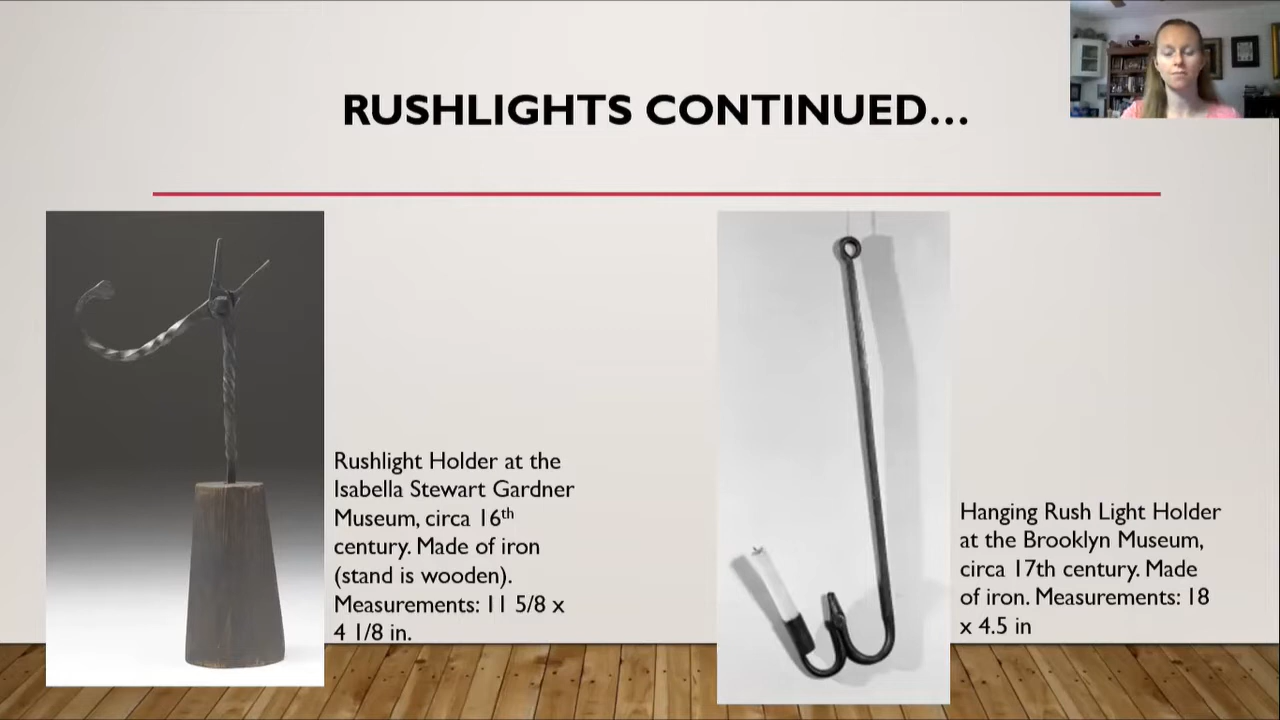 RUSHLIGHTS CONTINUED...
Rushlight Holder at the
Isabella Stewart Gardner
Museum, circa 16th
century. Made of iron
(stand is wooden).
Measurements: 11 5/8 x
4 1/8 in.
Hanging Rush Light Holder
at the Brooklyn Museum,
circa 17th century. Made
of iron. Measurements: 18
x 4.5 in